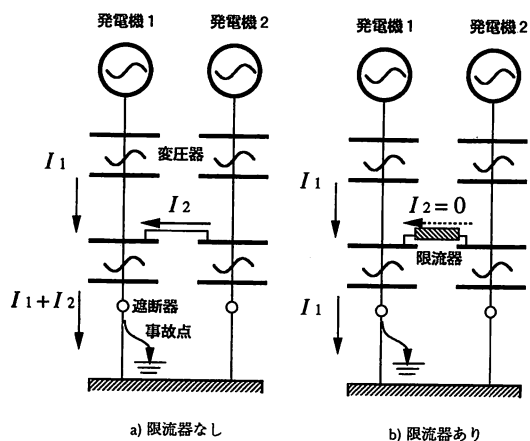 発電機1
発電機2
変圧器
I1
I2
I1+I2
遮断器
事故点
a) 限流器なし
発電機1
発電機2
I1
I2=0
限流器
I1
b) 限流器あり